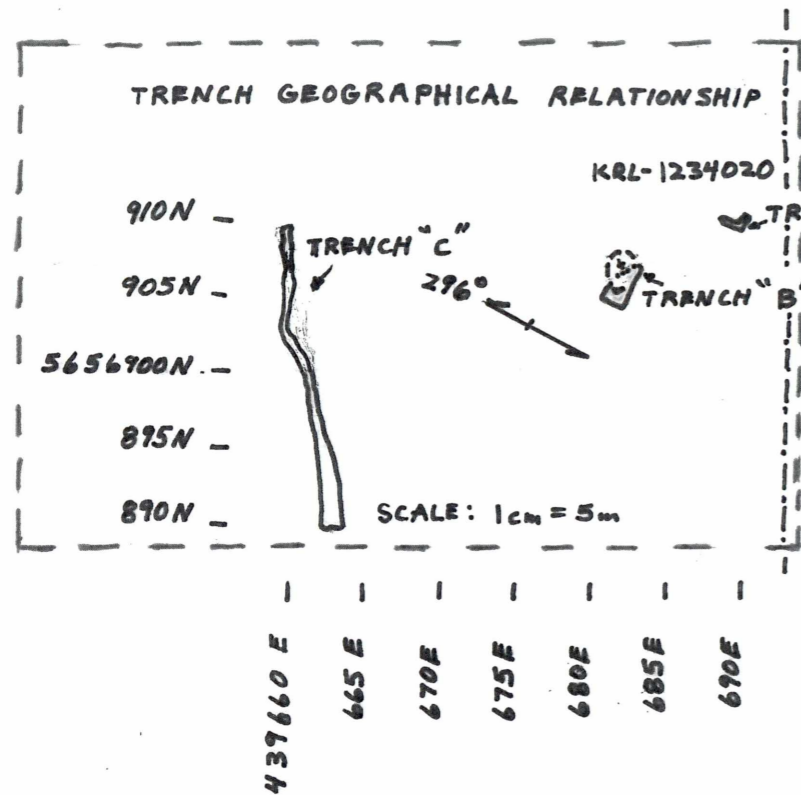 TRENCH GEOGRAPHICAL RELATIONSHIP
KRL-1234020
910N
TR
TRENCH "C"
905N
296°
TRENCH "B"
5656900N
895N
890N
SCALE: 1cm = 5m
439660 E
665 E
670E
675E
680E
685E
690E